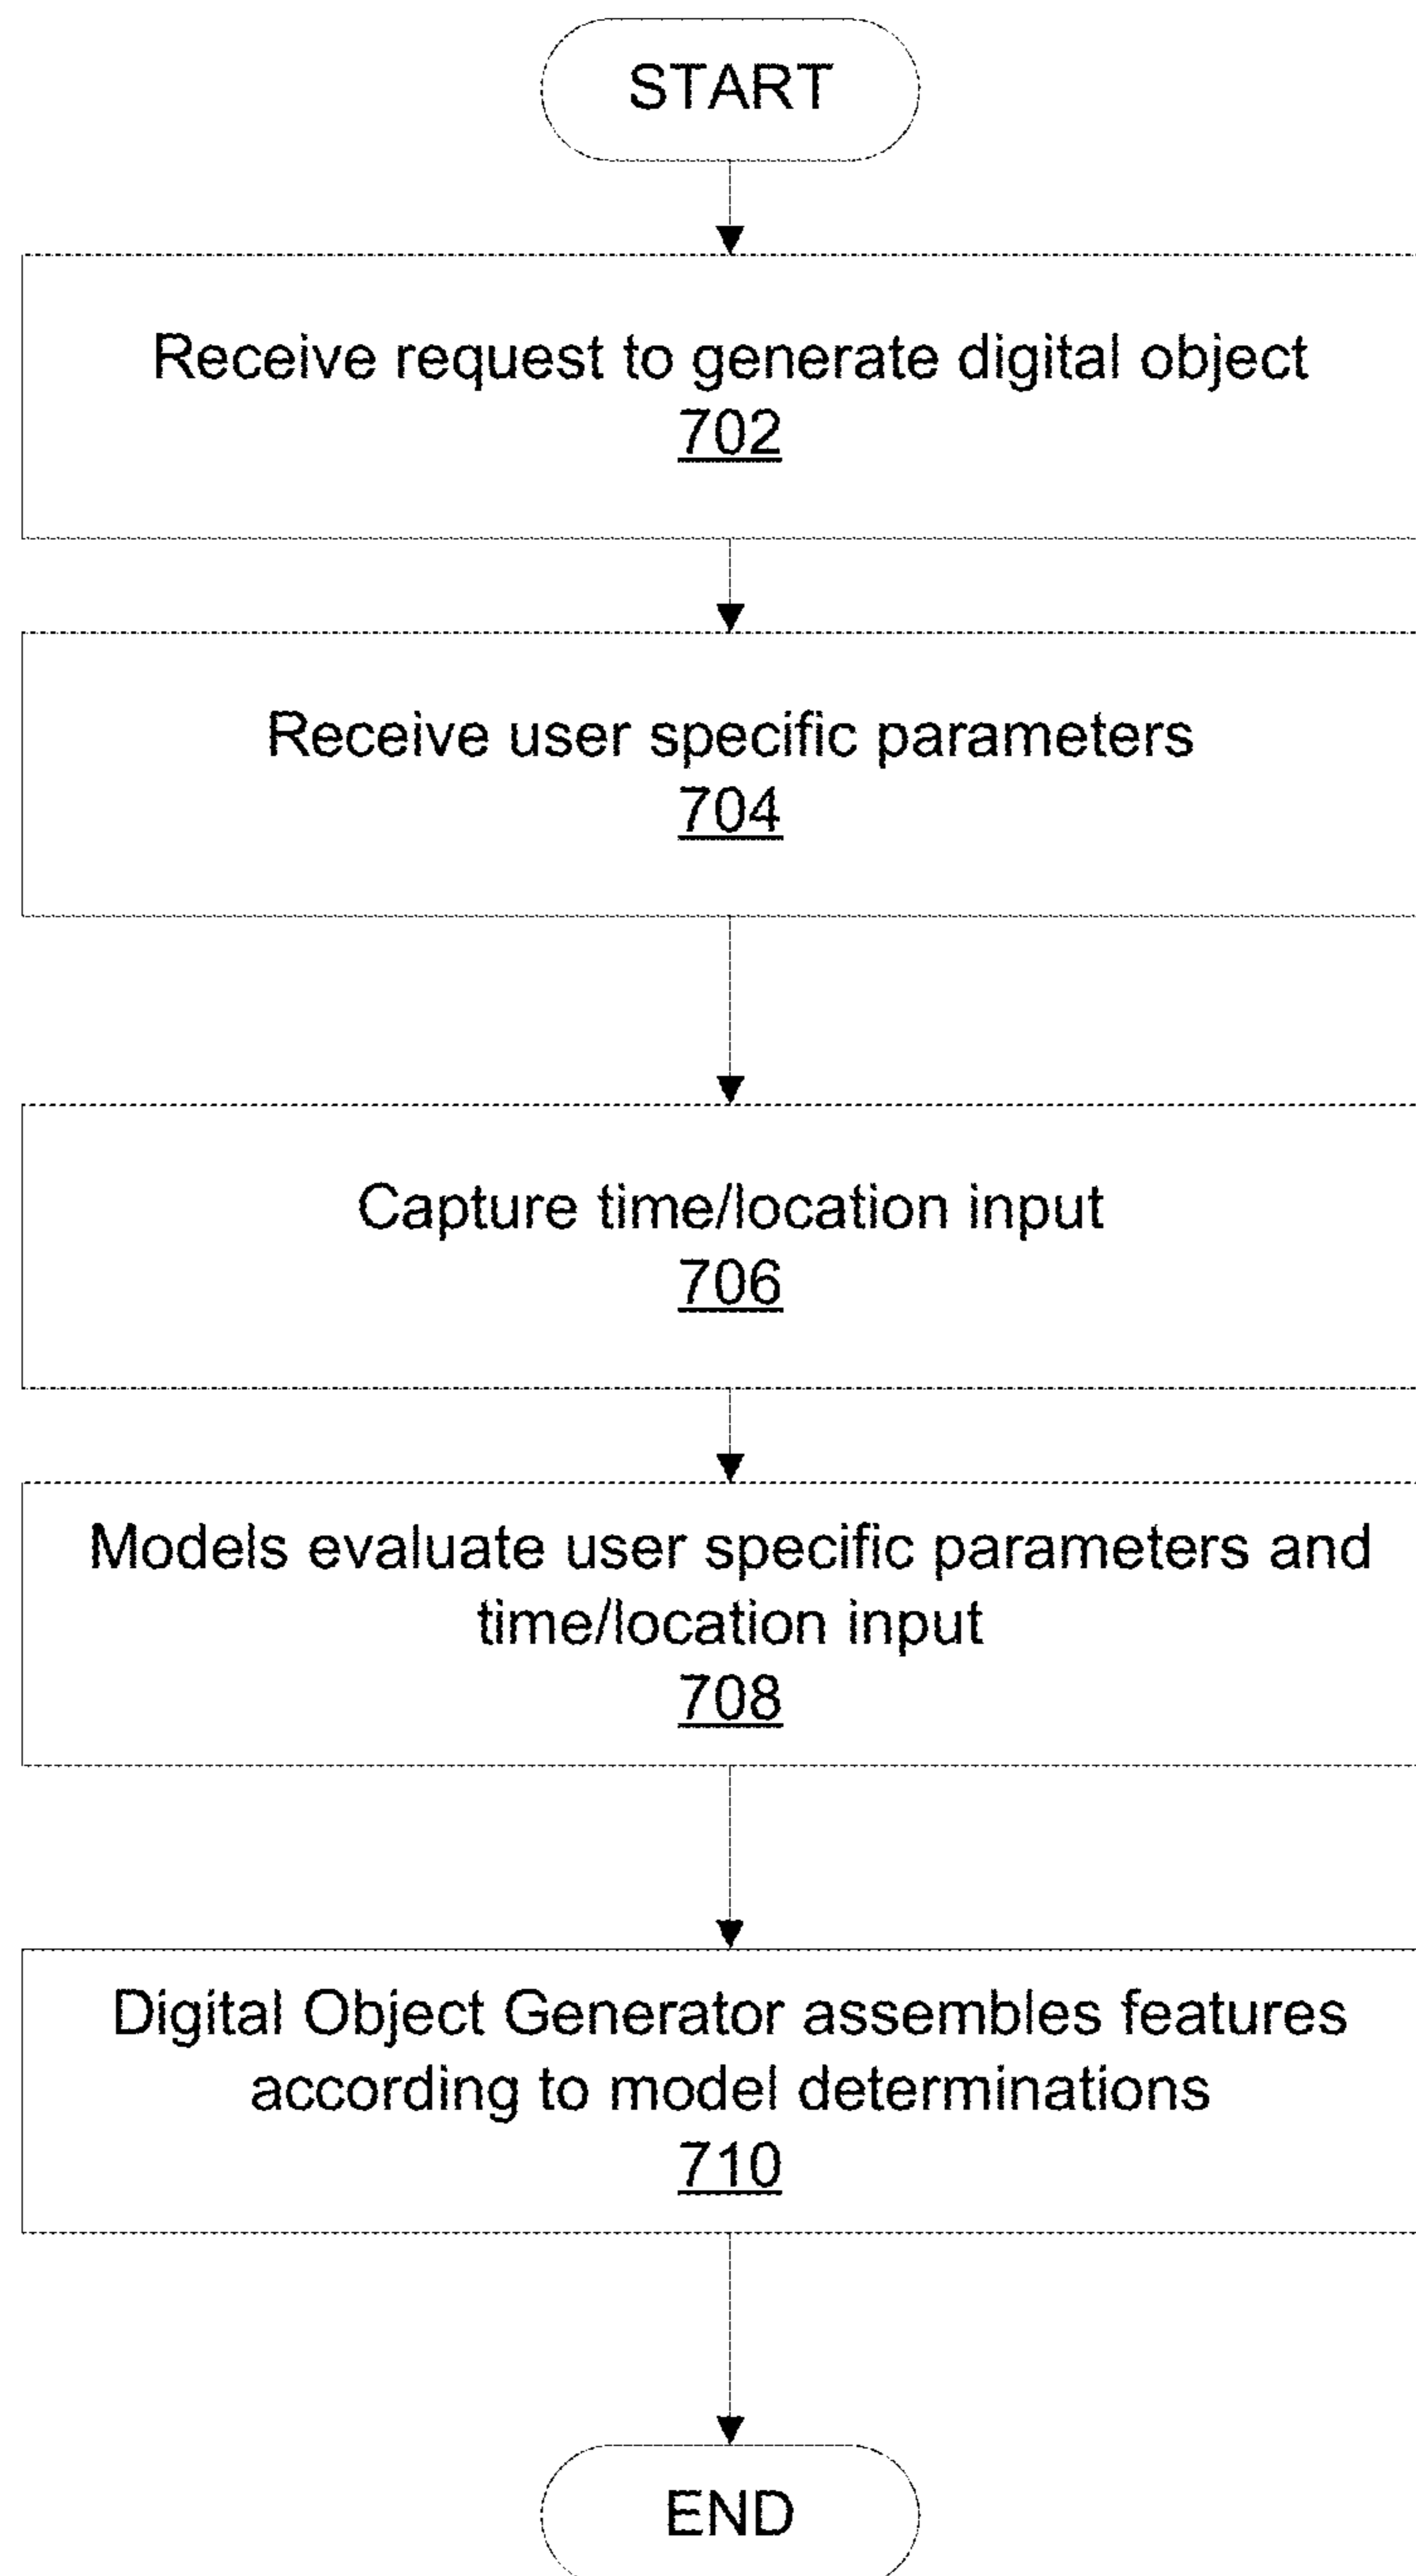 START
Receive request to generate digital object
702
Receive user specific parameters
704
Capture time/location input
706
Models evaluate user specific parameters and
time/location input
708
Digital Object Generator assembles features
according to model determinations
710
END